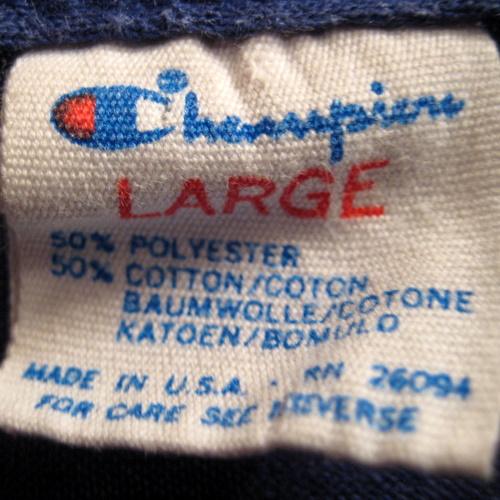 Champion
LARGE
50% POLYESTER
50% COTTON/COTON
BAUMWOLLE/COTONE
KATOEN/BOMULD
MADE IN U.S.A. · RN 26094
FOR CARE SEE REVERSE